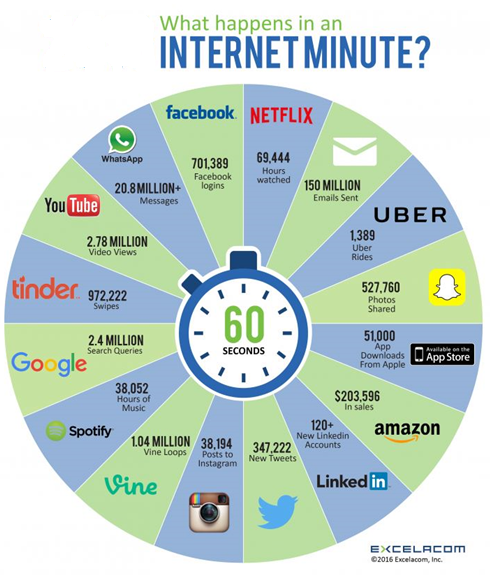 What happens in an
INTERNET MINUTE?
facebook
701,389
Facebook
logins
NETFLIX
69,444
Hours
watched
150 MILLION
Emails Sent
UBER
1,389
Uber
Rides
527,760
Photos
Shared
51,000
App
Downloads
From Apple
Available on the
App Store
$203,596
In sales
amazon
120+
New Linkedin
Accounts
Linked in
347,222
New Tweets
38,194
Posts to
Instagram
1.04 MILLION
Vine Loops
Vine
38,052
Hours of
Music
Spotify
2.4 MILLION
Search Queries
Google
tinder
972,222
Swipes
YouTube
2.78 MILLION
Video Views
WhatsApp
20.8 MILLION+
Messages
60
SECONDS
EXCELACOM
©2016 Excelacom, Inc.